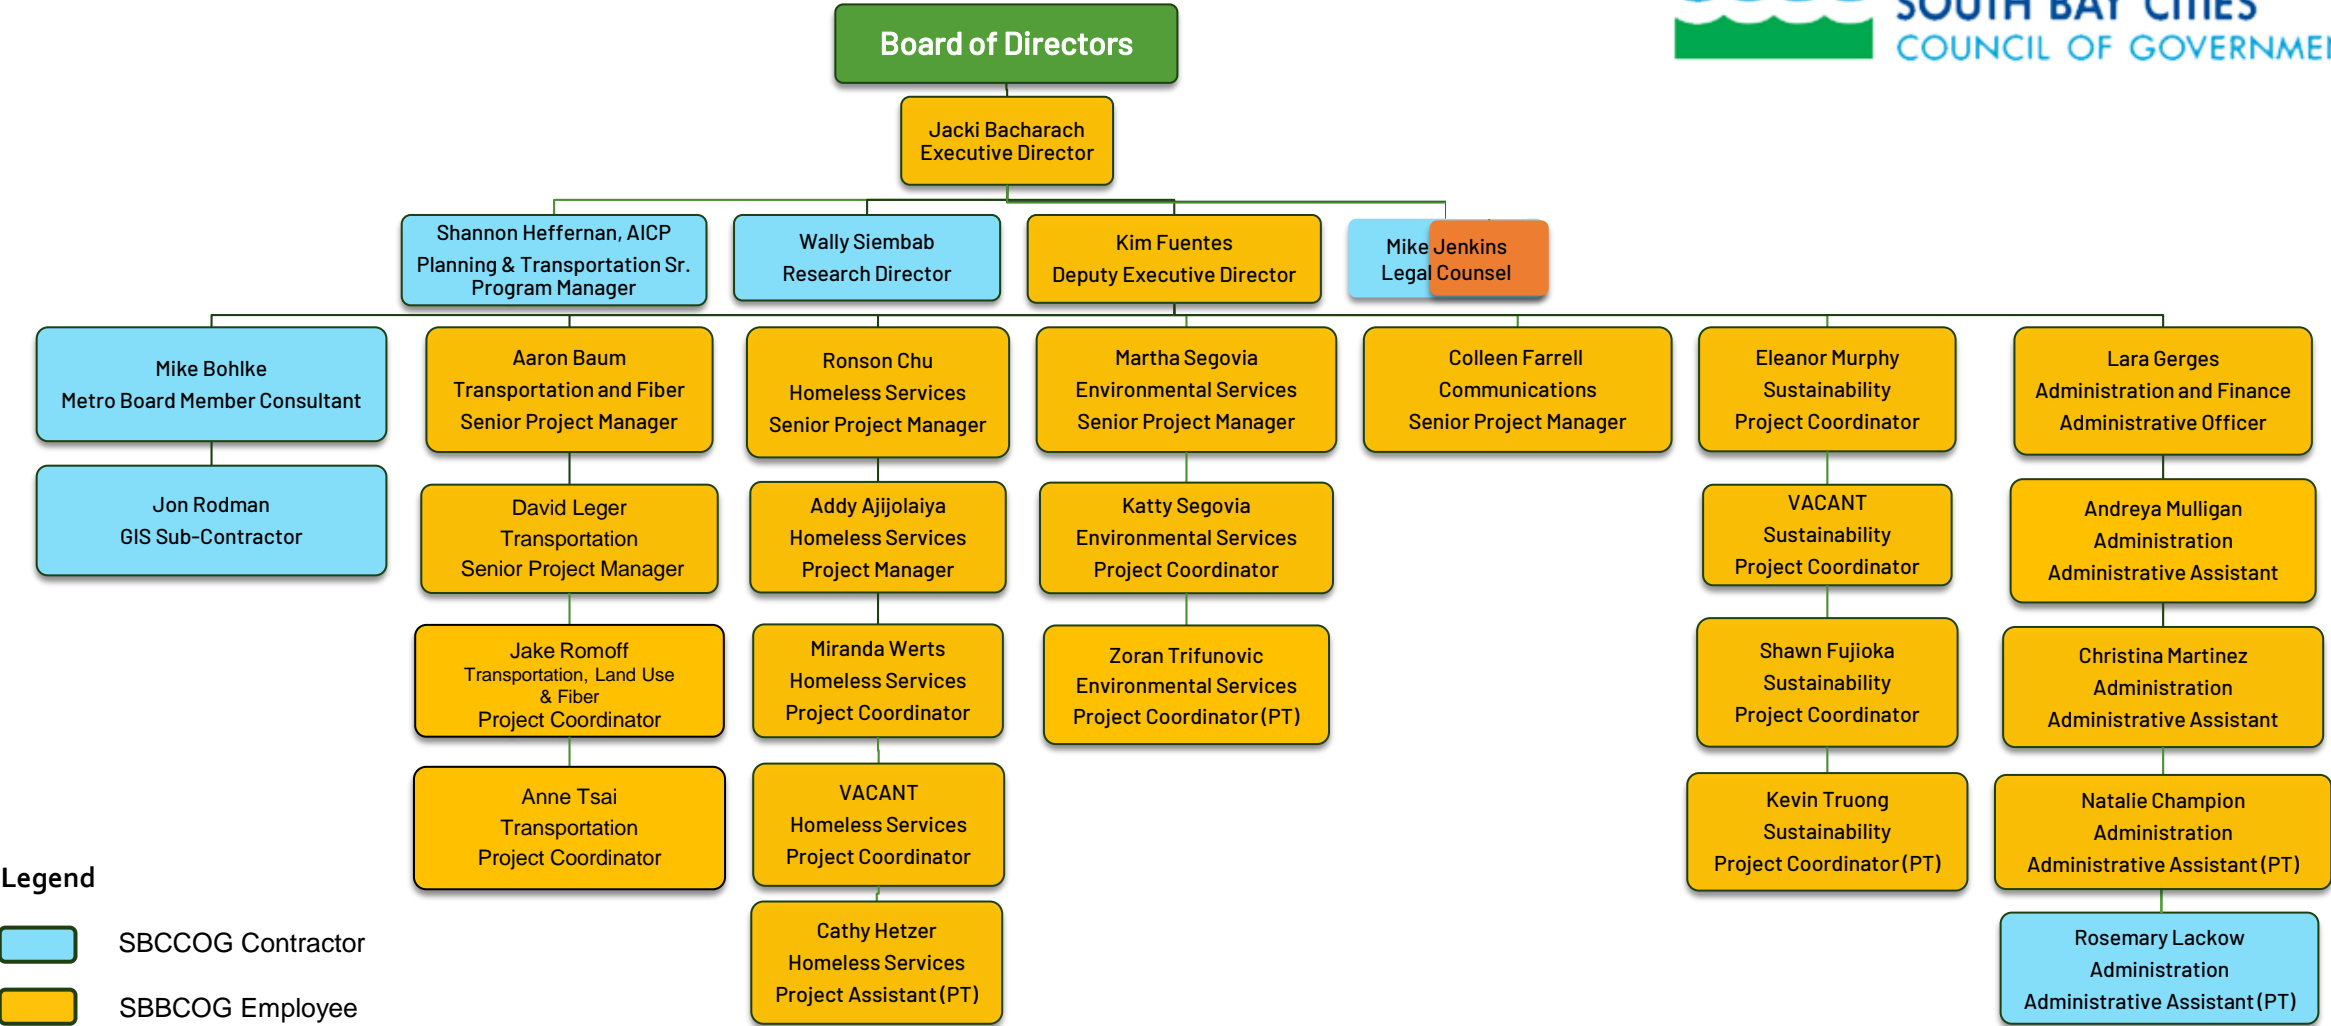 SOUTH BAY CITIES
COUNCIL OF GOVERNME
Board of Directors
Jacki Bacharach
Executive Director
Shannon Heffernan, AICP
Planning & Transportation Sr.
Program Manager
Wally Siembab
Research Director
Kim Fuentes
Deputy Executive Director
Mike Jenkins
Legal Counsel
Mike Bohlke
Metro Board Member Consultant
Jon Rodman
GIS Sub-Contractor
Aaron Baum
Transportation and Fiber
Senior Project Manager
David Leger
Transportation
Senior Project Manager
Jake Romoff
Transportation, Land Use
& Fiber
Project Coordinator
Anne Tsai
Transportation
Project Coordinator
Ronson Chu
Homeless Services
Senior Project Manager
Addy Ajijolaiya
Homeless Services
Project Manager
Miranda Werts
Homeless Services
Project Coordinator
VACANT
Homeless Services
Project Coordinator
Cathy Hetzer
Homeless Services
Project Assistant (PT)
Martha Segovia
Environmental Services
Senior Project Manager
Katty Segovia
Environmental Services
Project Coordinator
Zoran Trifunovic
Environmental Services
Project Coordinator (PT)
Colleen Farrell
Communications
Senior Project Manager
Eleanor Murphy
Sustainability
Project Coordinator
VACANT
Sustainability
Project Coordinator
Shawn Fujioka
Sustainability
Project Coordinator
Kevin Truong
Sustainability
Project Coordinator (PT)
Lara Gerges
Administration and Finance
Administrative Officer
Andreya Mulligan
Administration
Administrative Assistant
Christina Martinez
Administration
Administrative Assistant
Natalie Champion
Administration
Administrative Assistant (PT)
Rosemary Lackow
Administration
Administrative Assistant (PT)
Legend
SBCCOG Contractor
SBBCOG Employee